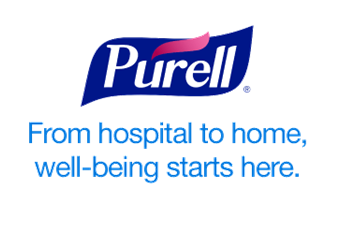 Purell®
From hospital to home,
well-being starts here.